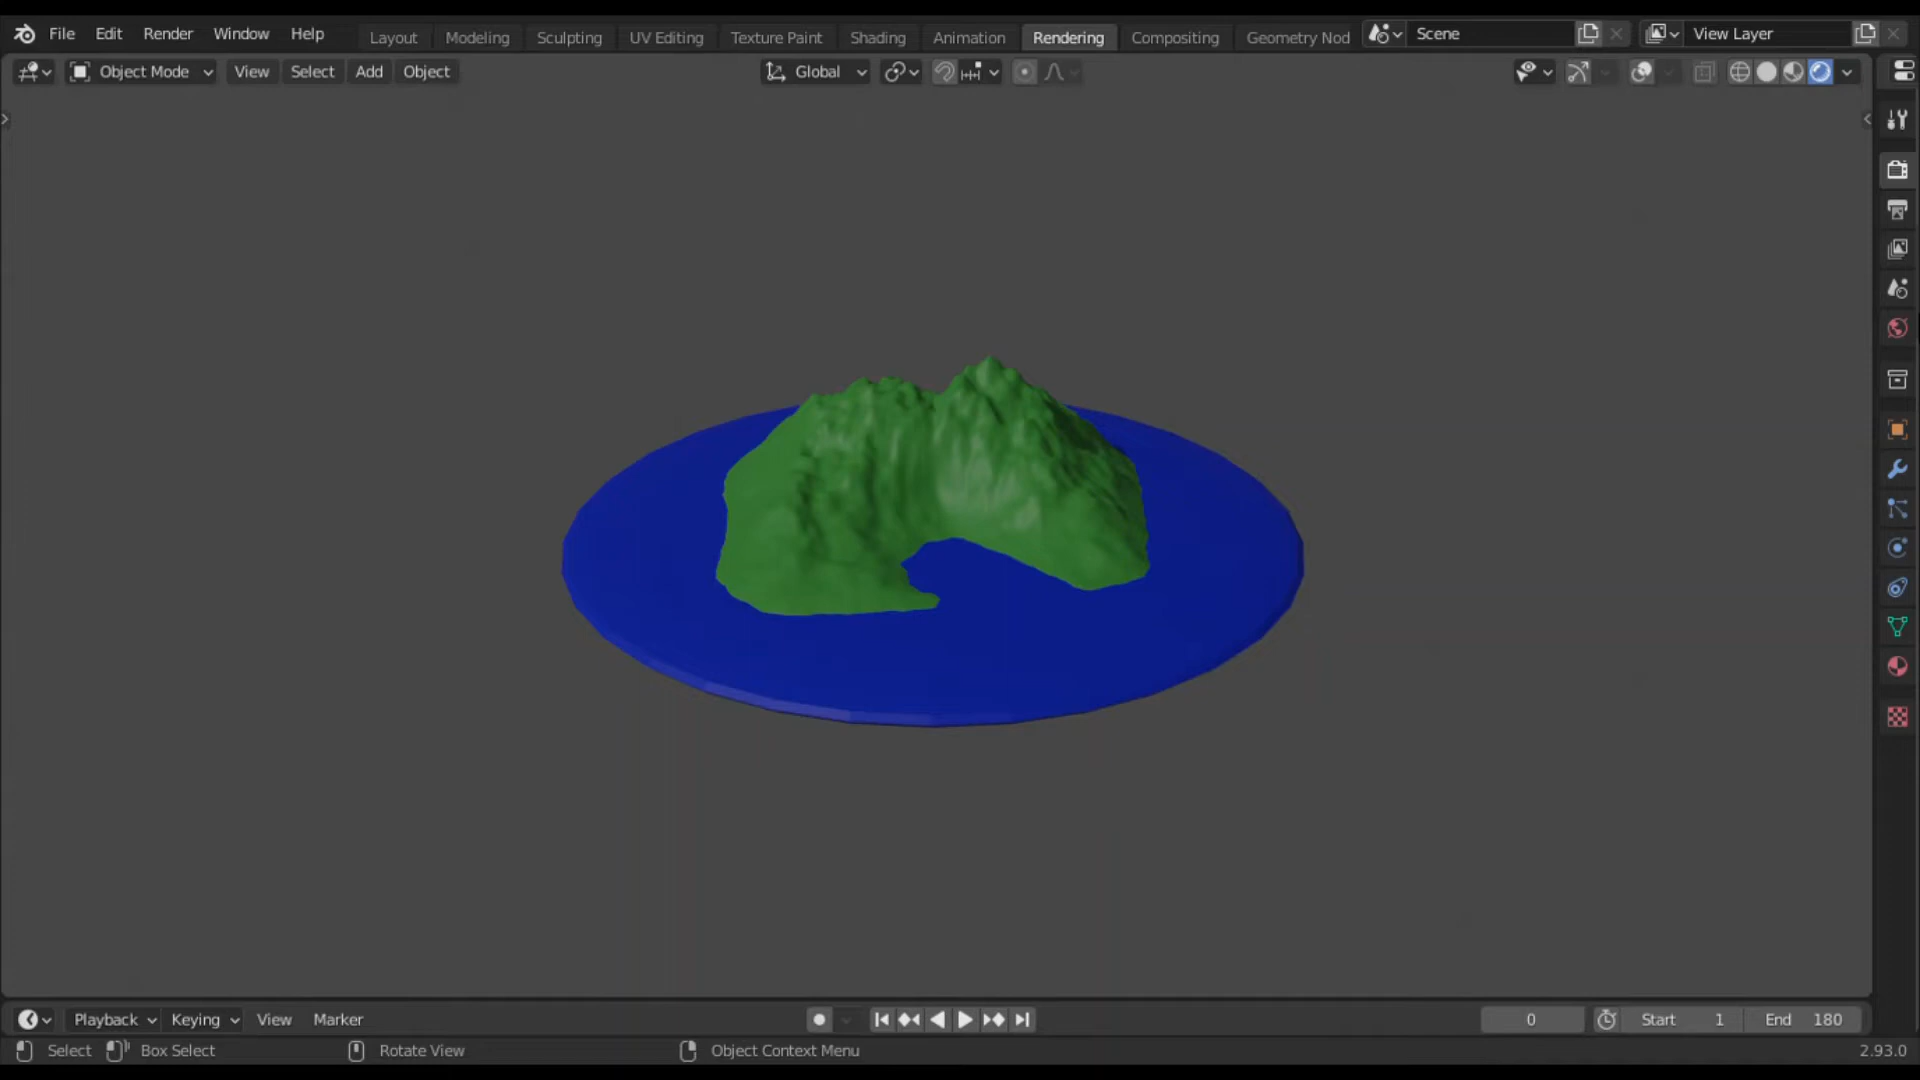 File Edit Render Window Help Layout Modeling Sculpting UV Editing Texture Paint Shading Animation Rendering Compositing Geometry Nod Scene View Layer
Object Mode View Select Add Object Global
Playback Keying View Marker 0 Start 1 End 180
Select Box Select Rotate View Object Context Menu 2.93.0